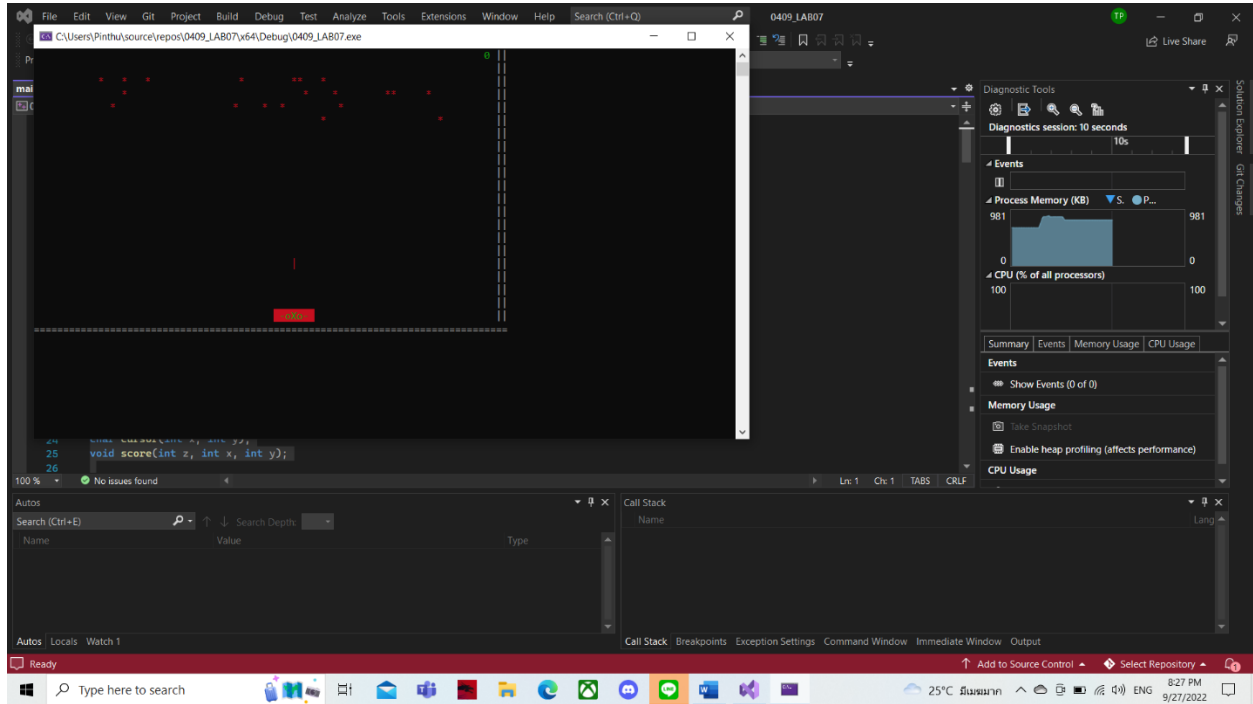 File Edit View Git Project Build Debug Test Analyze Tools Extensions Window Help Search (Ctrl+Q) 0409_LAB07 TP
C:\Users\Pinthu\source\repos\0409_LAB07\x64\Debug\0409_LAB07.exe
Live Share
0
oXo
24 char cursor(int x, int y);
25 void score(int z, int x, int y);
26
100 % No issues found Ln: 1 Ch: 1 TABS CRLF
Diagnostic Tools
Diagnostics session: 10 seconds
10s
Events
Process Memory (KB) S. P...
981 981
0 0
CPU (% of all processors)
100 100
Summary Events Memory Usage CPU Usage
Events
Show Events (0 of 0)
Memory Usage
Take Snapshot
Enable heap profiling (affects performance)
CPU Usage
Solution Explorer
Git Changes
Autos
Search (Ctrl+E) Search Depth:
Name Value Type
Autos Locals Watch 1
Call Stack
Name Lang
Call Stack Breakpoints Exception Settings Command Window Immediate Window Output
Ready Add to Source Control Select Repository
Type here to search 25°C มีเมฆมาก ENG 8:27 PM
9/27/2022